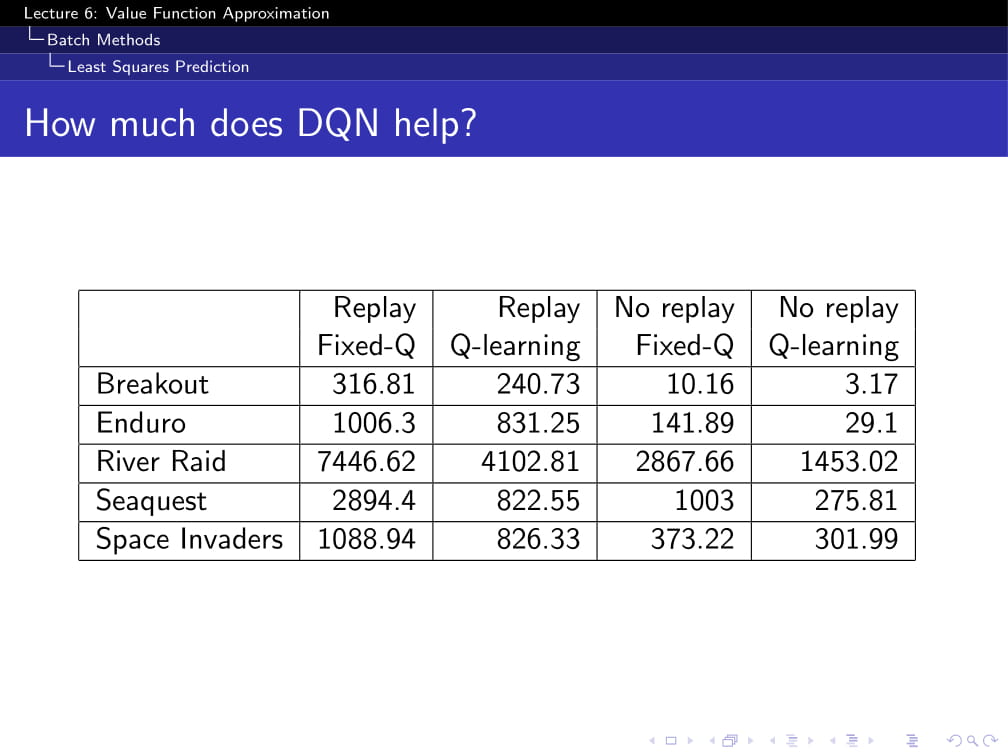 Lecture 6: Value Function Approximation
Batch Methods
Least Squares Prediction
How much does DQN help?
Replay Replay No replay No replay
Fixed-Q Q-learning Fixed-Q Q-learning
Breakout 316.81 240.73 10.16 3.17
Enduro 1006.3 831.25 141.89 29.1
River Raid 7446.62 4102.81 2867.66 1453.02
Seaquest 2894.4 822.55 1003 275.81
Space Invaders 1088.94 826.33 373.22 301.99